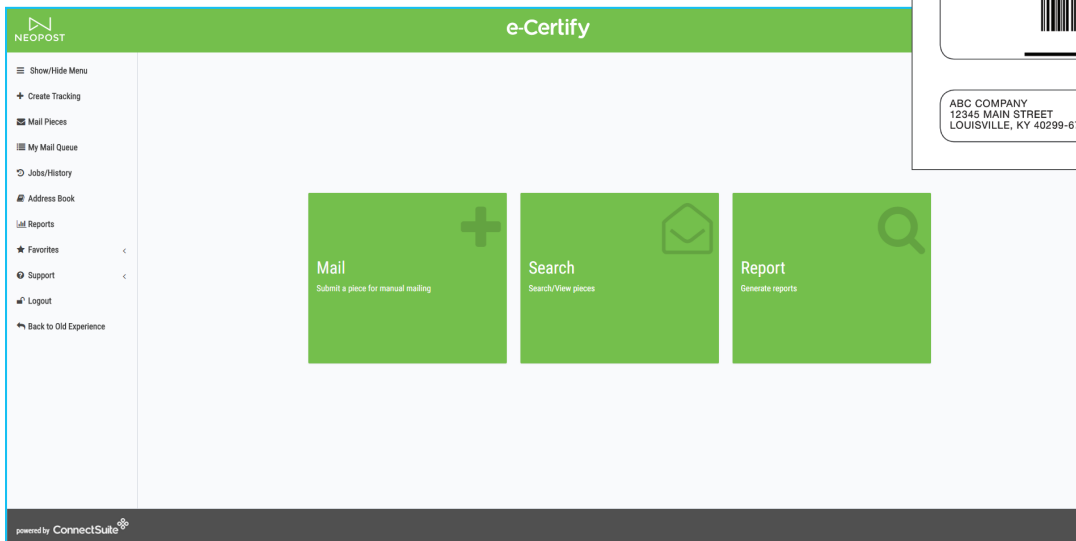 NEOPOST
e-Certify
Show/Hide Menu
Create Tracking
Mail Pieces
My Mail Queue
Jobs/History
Address Book
Reports
Favorites
Support
Logout
Back to Old Experience
Mail
Submit a piece for manual mailing
Search
Search/View pieces
Report
Generate reports
ABC COMPANY
12345 MAIN STREET
LOUISVILLE, KY
powered by ConnectSuite